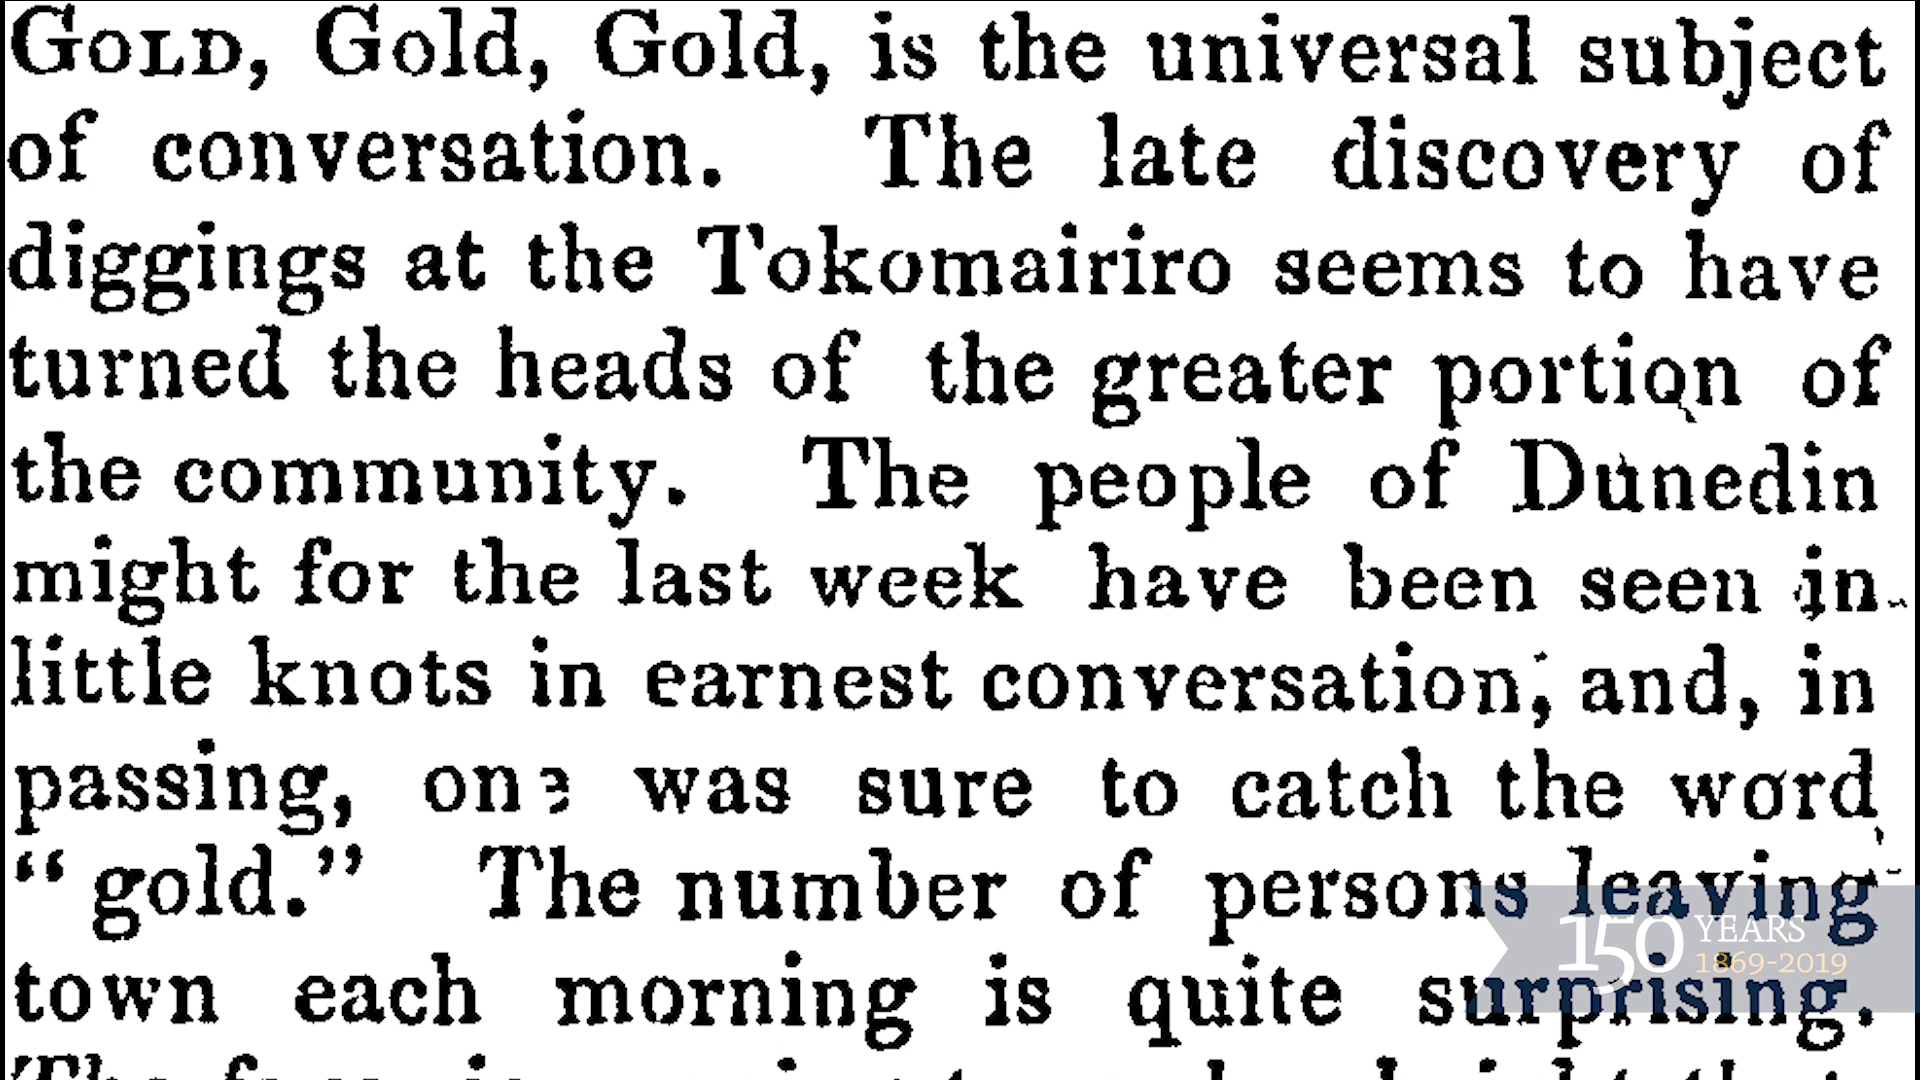 GOLD, Gold, Gold, is the universal subject
of conversation. The late discovery of
diggings at the Tokomairiro seems to have
turned the heads of the greater portion of
the community. The people of Dunedin
might for the last week have been seen in
little knots in earnest conversation; and, in
passing, one was sure to catch the word
“gold.” The number of persons leaving
town each morning is quite surprising.
150 YEARS
1869-2019